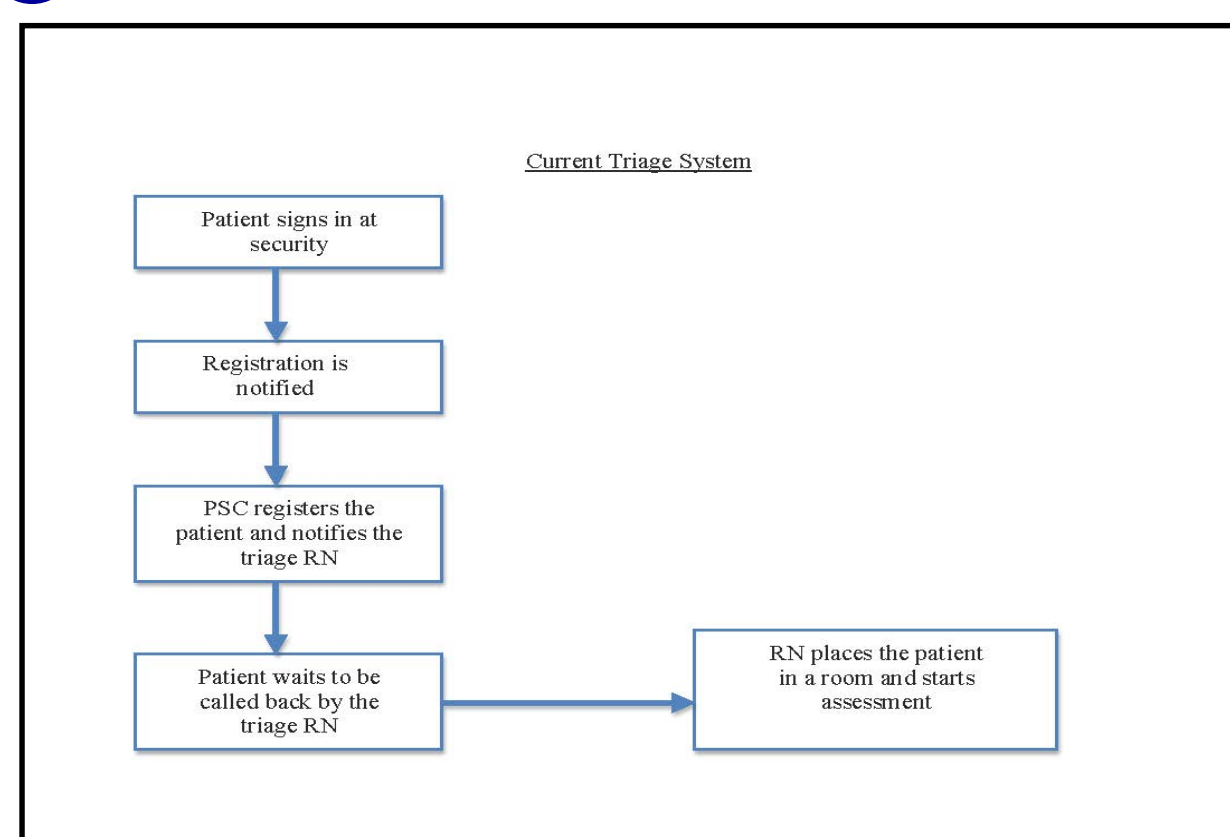 Current Triage System
Patient signs in at
security
Registration is
notified
PSC registers the
patient and notifies the
triage RN
Patient waits to be
called back by the
triage RN
RN places the patient
in a room and starts
assessment